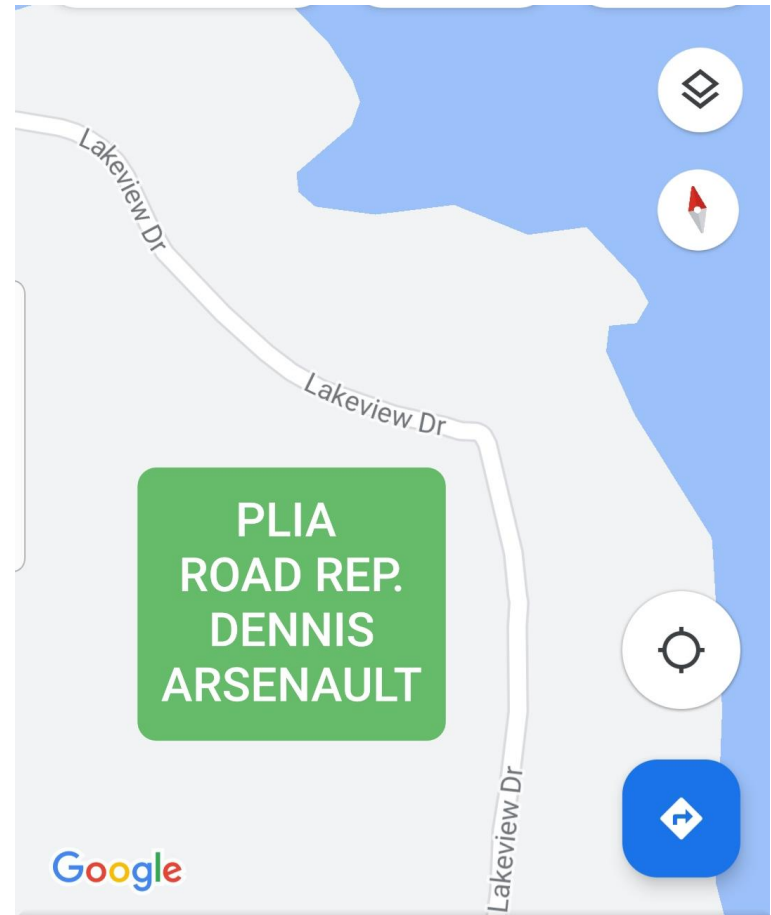 Lakeview Dr
Lakeview Dr
PLIA
ROAD REP.
DENNIS
ARSENAULT
Lakeview Dr
Google